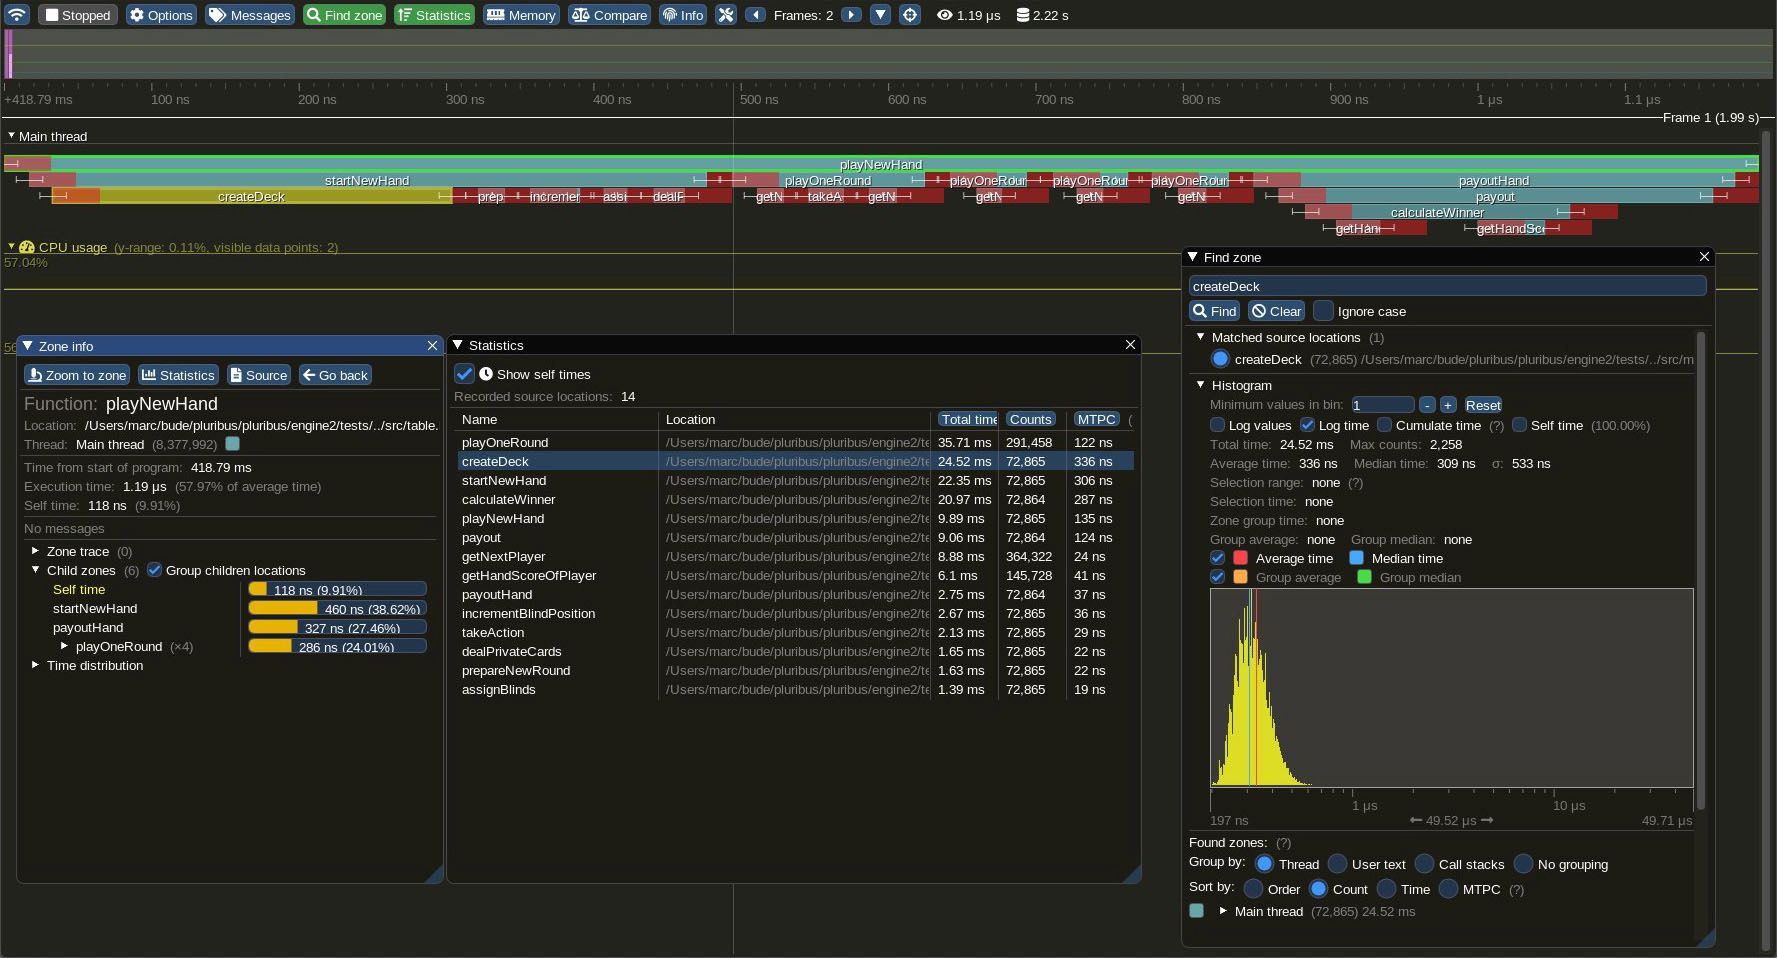 Stopped Options Messages Find zone Statistics Memory Compare Info Frames: 2 1.19 μs 2.22 s
+418.79 ms 100 ns 200 ns 300 ns 400 ns 500 ns 600 ns 700 ns 800 ns 900 ns 1 μs 1.1 μs
Frame 1 (1.99 s)
Main thread
playNewHand
startNewHand playOneRound playOneRour playOneRour playOneRour payoutHand
createDeck prep incremer assi dealF getN takeA getN getN getN getN payout
calculateWinner
getHan getHandSc
CPU usage (y-range: 0.11%, visible data points: 2)
57.04%
Zone info
Zoom to zone Statistics Source Go back
Function: playNewHand
Location: /Users/marc/bude/pluribus/pluribus/engine2/tests/../src/table.
Thread: Main thread (8,377,992)
Time from start of program: 418.79 ms
Execution time: 1.19 μs (57.97% of average time)
Self time: 118 ns (9.91%)
No messages
Zone trace (0)
Child zones (6) Group children locations
Self time 118 ns (9.91%)
startNewHand 460 ns (38.62%)
payoutHand 327 ns (27.46%)
playOneRound (×4) 286 ns (24.01%)
Time distribution
Statistics
Show self times
Recorded source locations: 14
Name Location Total time Counts MTPC (
playOneRound /Users/marc/bude/pluribus/pluribus/engine2/te 35.71 ms 291,458 122 ns
createDeck /Users/marc/bude/pluribus/pluribus/engine2/te 24.52 ms 72,865 336 ns
startNewHand /Users/marc/bude/pluribus/pluribus/engine2/te 22.35 ms 72,865 306 ns
calculateWinner /Users/marc/bude/pluribus/pluribus/engine2/te 20.97 ms 72,864 287 ns
playNewHand /Users/marc/bude/pluribus/pluribus/engine2/te 9.89 ms 72,865 135 ns
payout /Users/marc/bude/pluribus/pluribus/engine2/te 9.06 ms 72,864 124 ns
getNextPlayer /Users/marc/bude/pluribus/pluribus/engine2/te 8.88 ms 364,322 24 ns
getHandScoreOfPlayer /Users/marc/bude/pluribus/pluribus/engine2/te 6.1 ms 145,728 41 ns
payoutHand /Users/marc/bude/pluribus/pluribus/engine2/te 2.75 ms 72,864 37 ns
incrementBlindPosition /Users/marc/bude/pluribus/pluribus/engine2/te 2.67 ms 72,865 36 ns
takeAction /Users/marc/bude/pluribus/pluribus/engine2/te 2.13 ms 72,865 29 ns
dealPrivateCards /Users/marc/bude/pluribus/pluribus/engine2/te 1.65 ms 72,865 22 ns
prepareNewRound /Users/marc/bude/pluribus/pluribus/engine2/te 1.63 ms 72,865 22 ns
assignBlinds /Users/marc/bude/pluribus/pluribus/engine2/te 1.39 ms 72,865 19 ns
Find zone
createDeck
Find Clear Ignore case
Matched source locations (1)
createDeck (72,865) /Users/marc/bude/pluribus/pluribus/engine2/tests/../src/m
Histogram
Minimum values in bin: 1 - + Reset
Log values Log time Cumulate time (?) Self time (100.00%)
Total time: 24.52 ms Max counts: 2,258
Average time: 336 ns Median time: 309 ns σ: 533 ns
Selection range: none (?)
Selection time: none
Zone group time: none
Group average: none Group median: none
Average time Median time
Group average Group median
1 μs 10 μs
197 ns 49.52 μs 49.71 μs
Found zones: (?)
Group by: Thread User text Call stacks No grouping
Sort by: Order Count Time MTPC (?)
Main thread (72,865) 24.52 ms